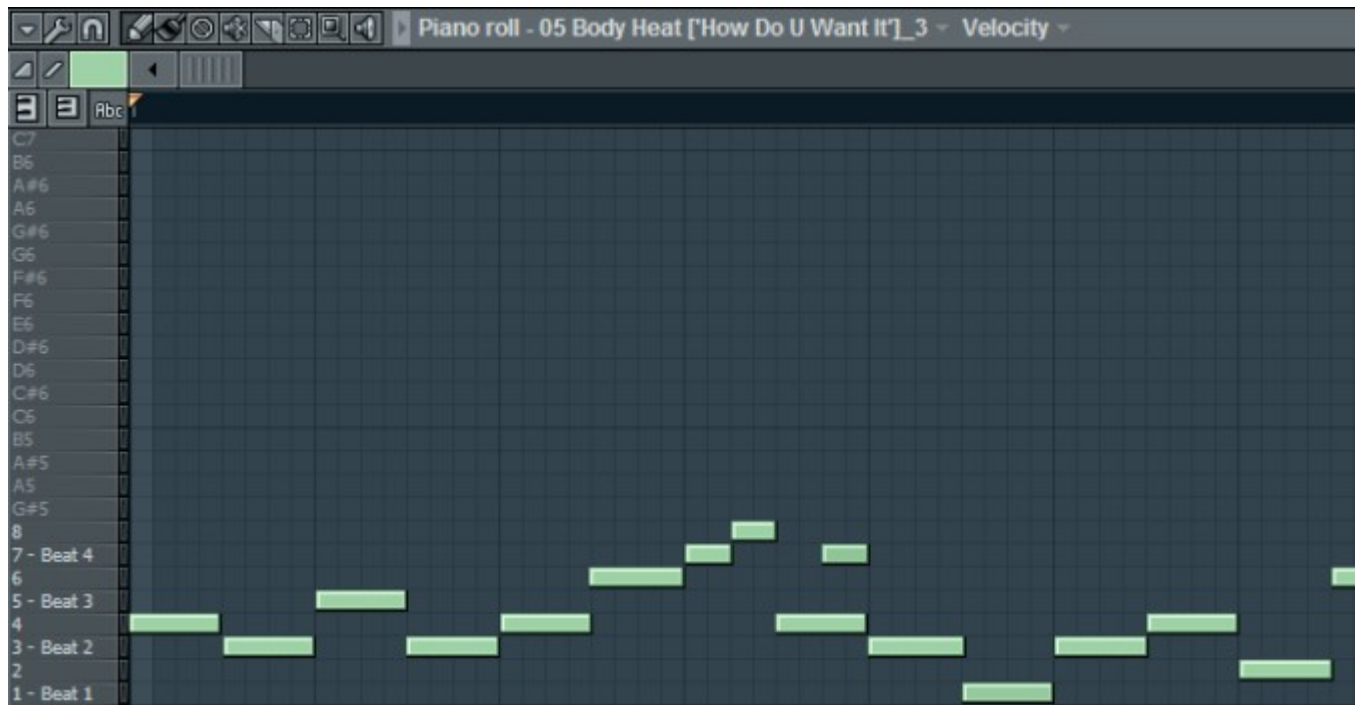 Piano roll - 05 Body Heat ['How Do U Want It']_3 Velocity
Abc
C7
B6
A#6
A6
G#6
G6
F#6
F6
E6
D#6
D6
C#6
C6
B5
A#5
A5
G#5
8
7 - Beat 4
6
5 - Beat 3
4
3 - Beat 2
2
1 - Beat 1